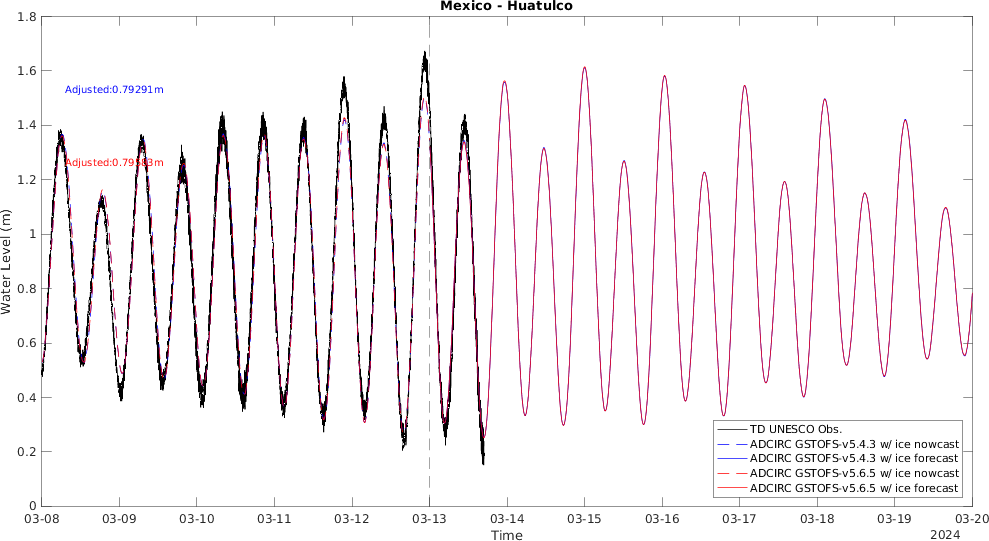 Mexico - Huatulco
1.8
1.6
1.4
1.2
1
0.8
0.6
0.4
0.2
0
Water Level (m)
Adjusted:0.79291m
Adjusted:0.79583m
TD UNESCO Obs.
ADCIRC GSTOFS-v5.4.3 w/ ice nowcast
ADCIRC GSTOFS-v5.4.3 w/ ice forecast
ADCIRC GSTOFS-v5.6.5 w/ ice nowcast
ADCIRC GSTOFS-v5.6.5 w/ ice forecast
03-08 03-09 03-10 03-11 03-12 03-13 03-14 03-15 03-16 03-17 03-18 03-19 03-20
Time
2024